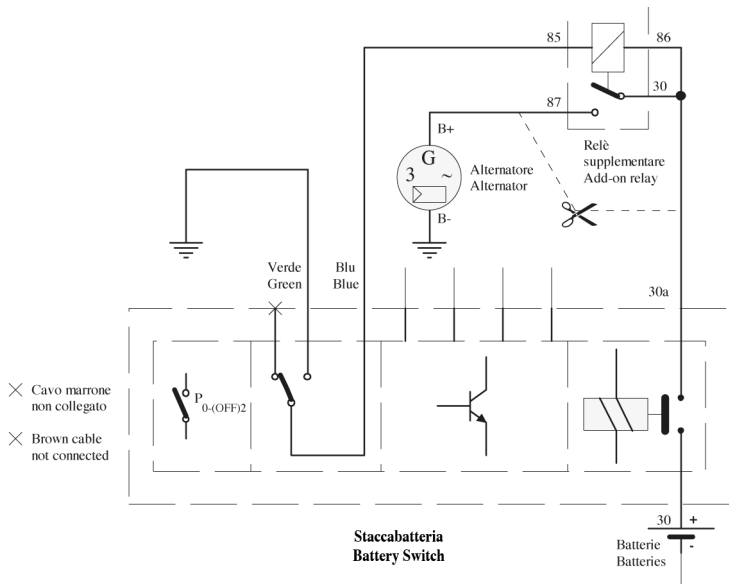 85
86
30
87
B+
G
3 ~
Alternatore
Alternator
B-
Relè
supplementare
Add-on relay
Verde
Green
Blu
Blue
30a
Cavo marrone
non collegato
Brown cable
not connected
P0-(OFF)2
30 +
-
Batterie
Batteries
Staccabatteria
Battery Switch